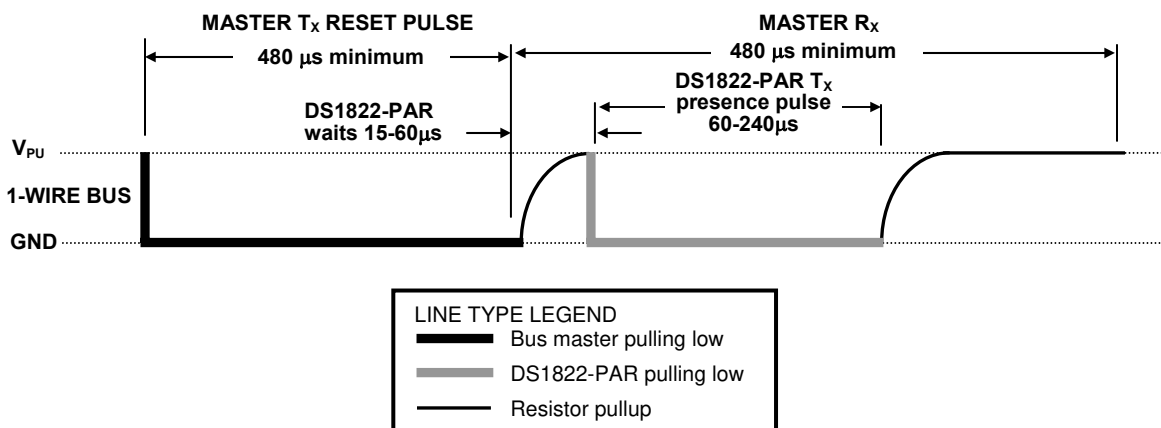 MASTER TX RESET PULSE
480 μs minimum
MASTER RX
480 μs minimum
DS1822-PAR TX
presence pulse
60-240μs
DS1822-PAR
waits 15-60μs
VPU
1-WIRE BUS
GND
LINE TYPE LEGEND
Bus master pulling low
DS1822-PAR pulling low
Resistor pullup